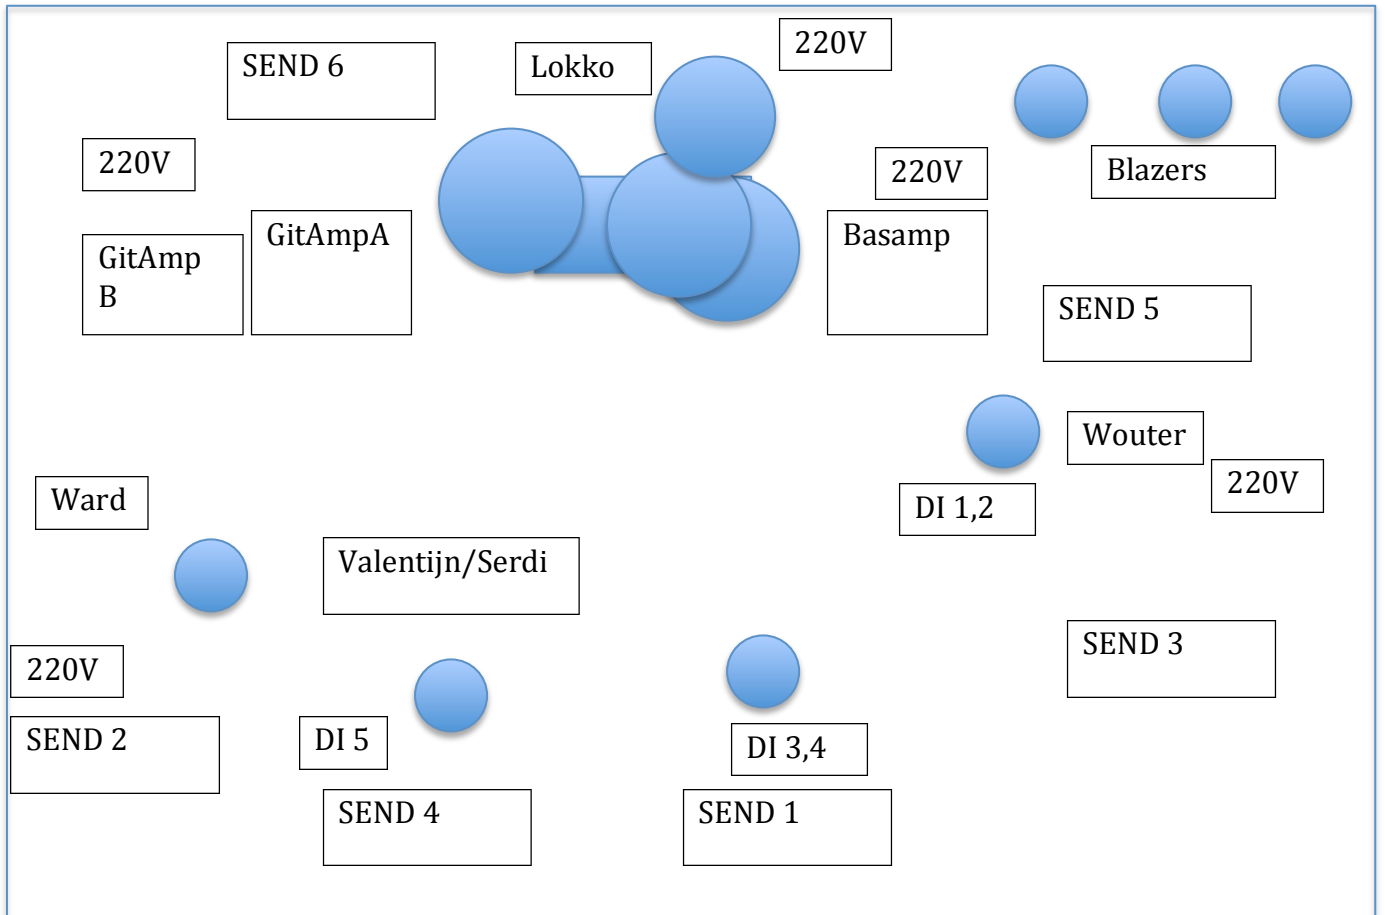 220V
SEND 6
Lokko
220V
220V
Blazers
GitAmpA
Basamp
GitAmp
B
SEND 5
Wouter
220V
Ward
DI 1,2
Valentijn/Serdi
SEND 3
220V
SEND 2
DI 5
DI 3,4
SEND 4
SEND 1